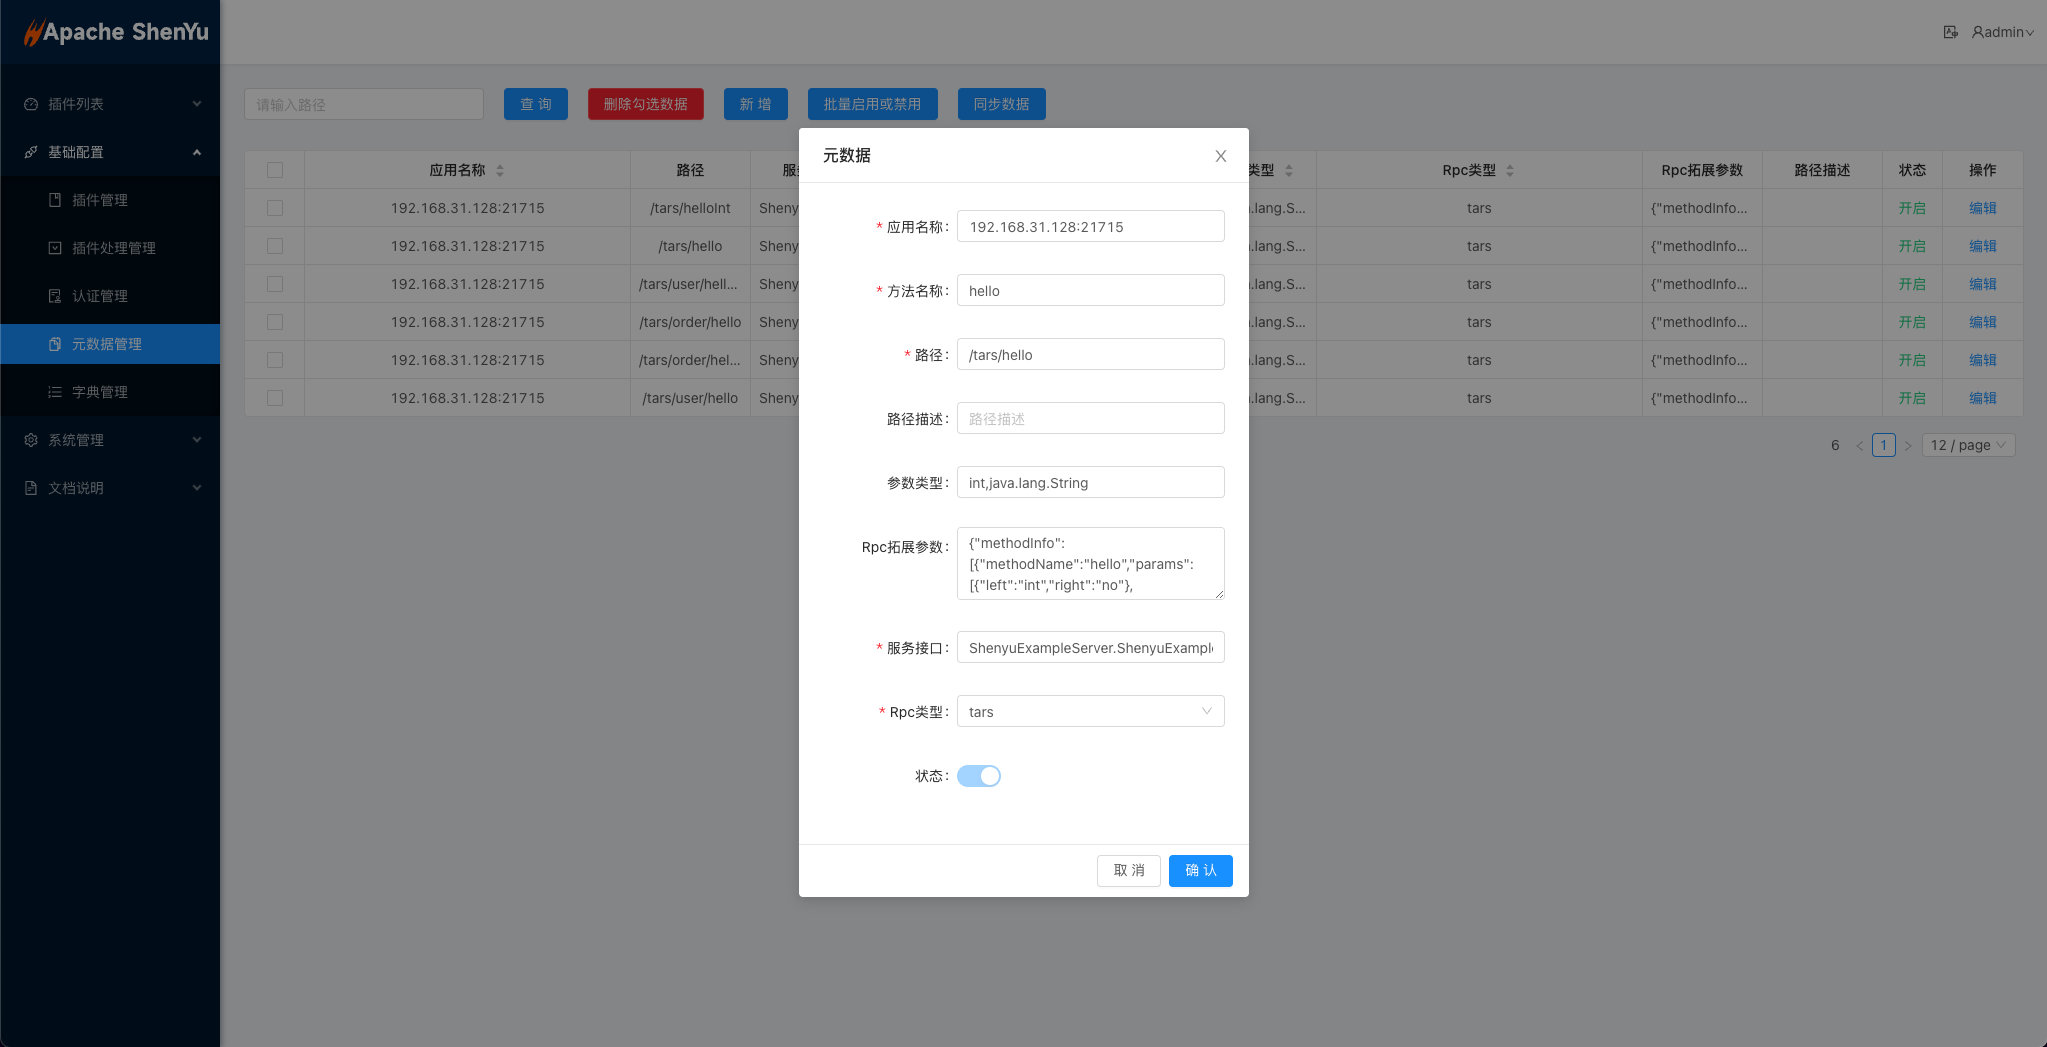 Apache ShenYu
admin
插件列表
基础配置
插件管理
插件处理管理
认证管理
元数据管理
字典管理
系统管理
文档说明
请输入路径
查 询
删除勾选数据
新 增
批量启用或禁用
同步数据
应用名称 路径 类型 Rpc类型 Rpc拓展参数 路径描述 状态 操作
192.168.31.128:21715 /tars/helloInt Sheny .lang.S... tars {"methodInfo... 开启 编辑
192.168.31.128:21715 /tars/hello Sheny .lang.S... tars {"methodInfo... 开启 编辑
192.168.31.128:21715 /tars/user/hell... Sheny .lang.S... tars {"methodInfo... 开启 编辑
192.168.31.128:21715 /tars/order/hello Sheny .lang.S... tars {"methodInfo... 开启 编辑
192.168.31.128:21715 /tars/order/hel... Sheny .lang.S... tars {"methodInfo... 开启 编辑
192.168.31.128:21715 /tars/user/hello Sheny .lang.S... tars {"methodInfo... 开启 编辑
6 < 1 > 12 / page
元数据
* 应用名称: 192.168.31.128:21715
* 方法名称: hello
* 路径: /tars/hello
路径描述: 路径描述
参数类型: int,java.lang.String
Rpc拓展参数: {"methodInfo":
[{"methodName":"hello","params":
[{"left":"int","right":"no"},
* 服务接口: ShenyuExampleServer.ShenyuExampl
* Rpc类型: tars
状态:
取 消
确 认